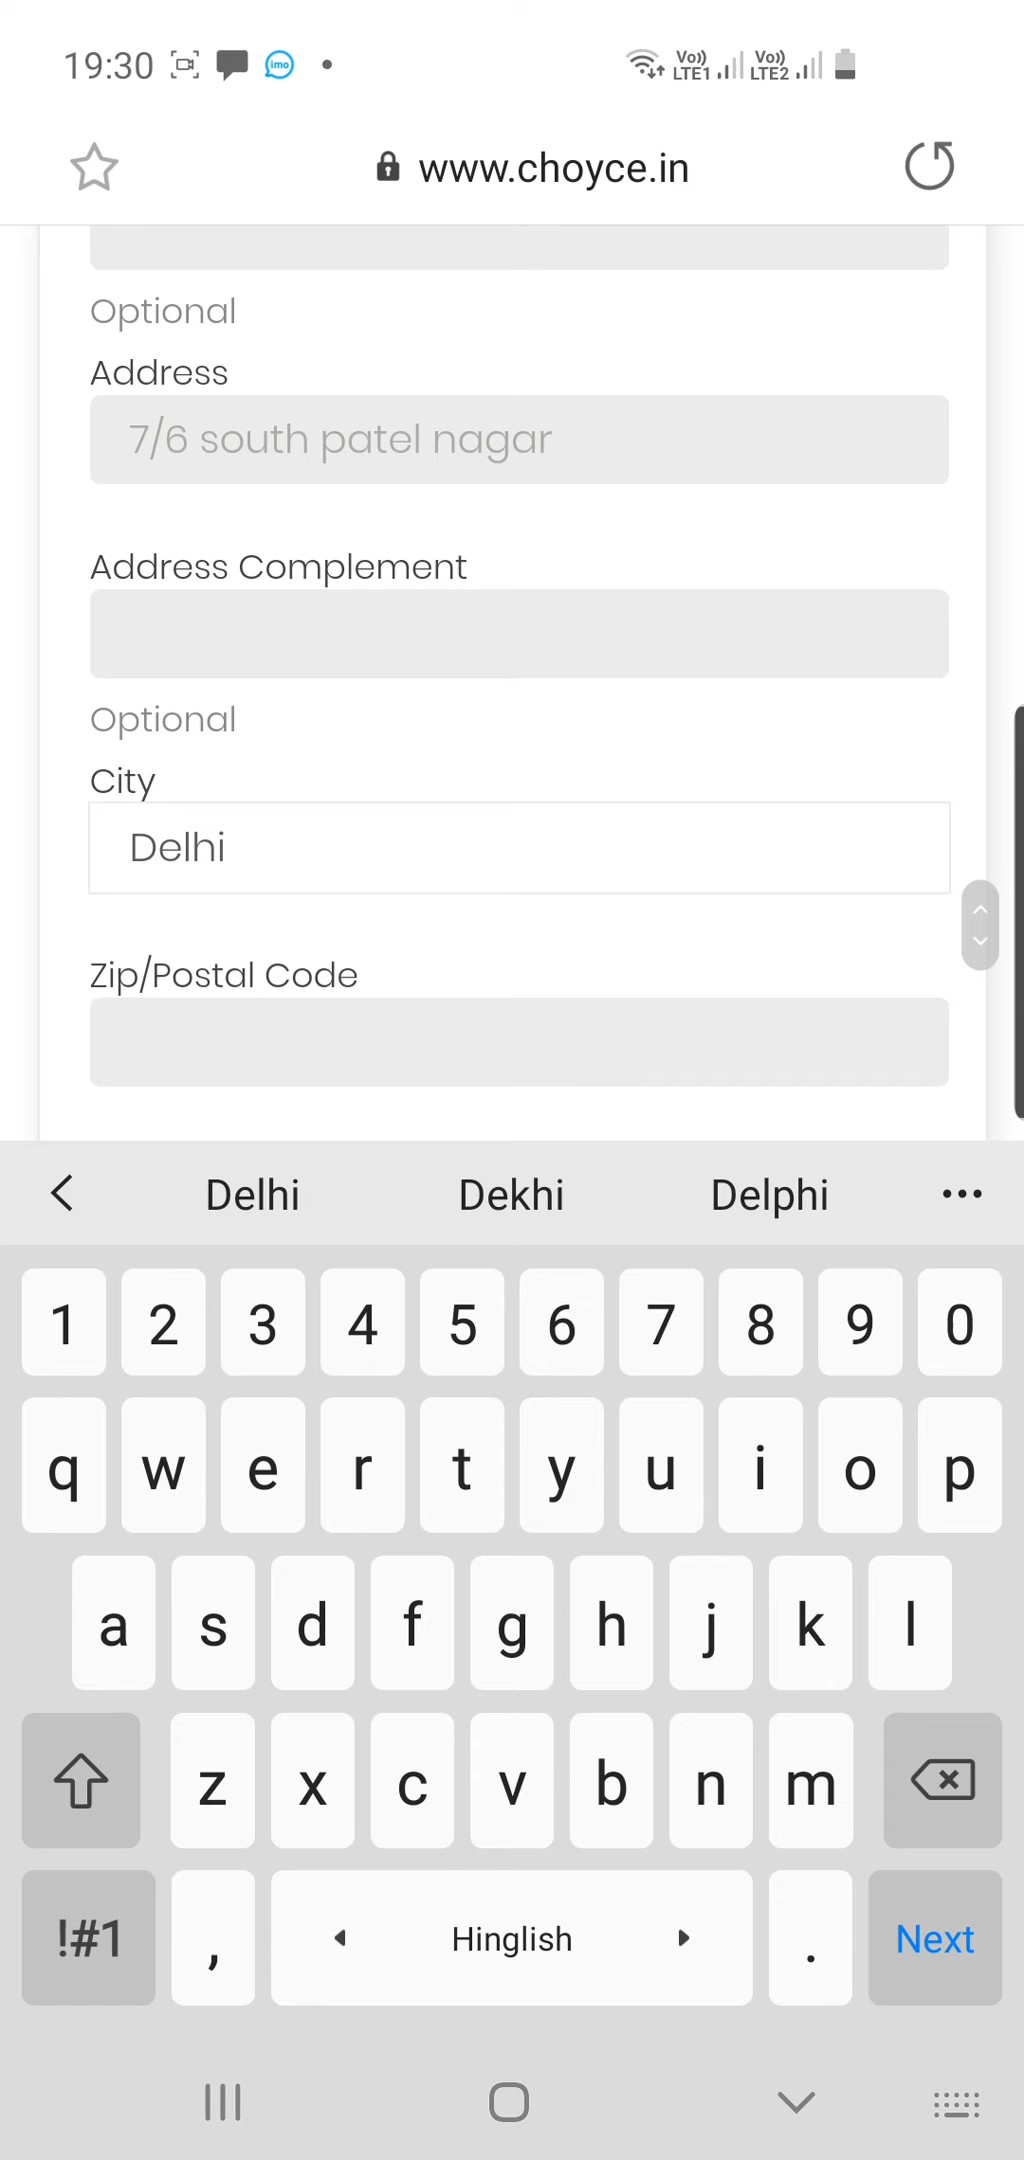 19:30 imo Vo)) LTE1 Vo)) LTE2
www.choyce.in
Optional
Address
7/6 south patel nagar
Address Complement
Optional
City
Delhi
Zip/Postal Code
Delhi Dekhi Delphi
1 2 3 4 5 6 7 8 9 0
q w e r t y u i o p
a s d f g h j k l
z x c v b n m
!#1 , Hinglish . Next